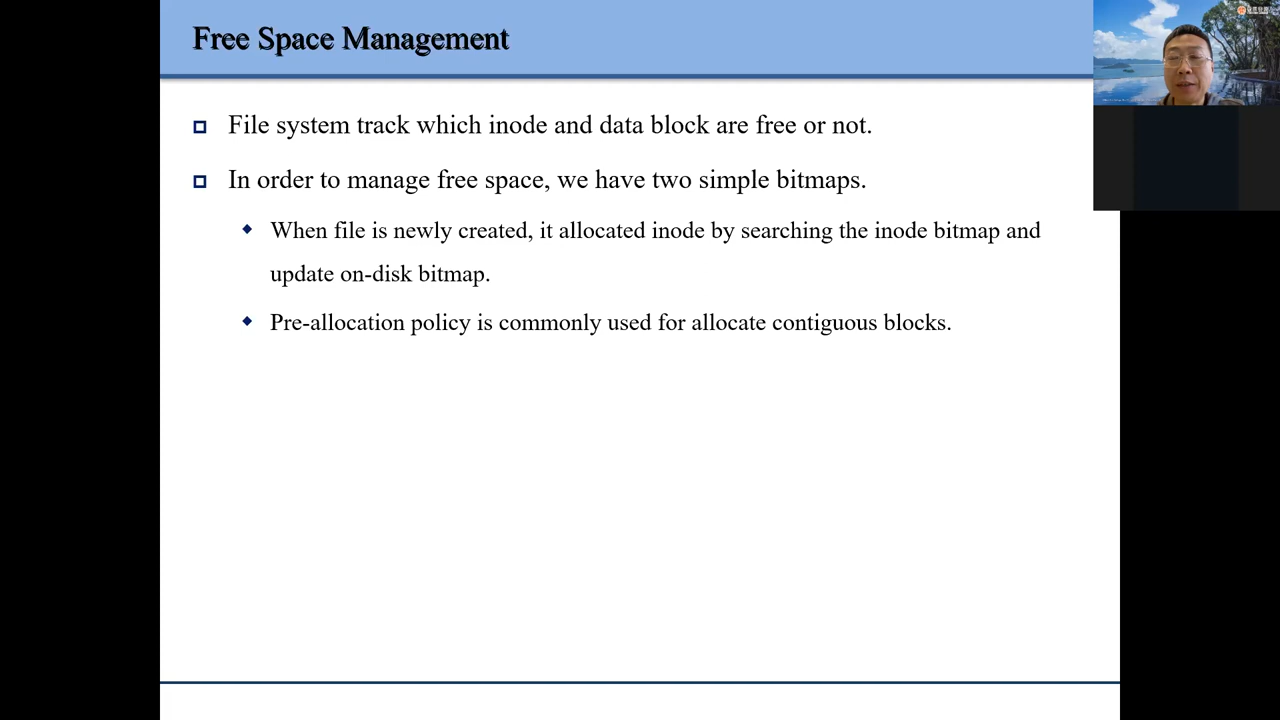 Free Space Management
File system track which inode and data block are free or not.
In order to manage free space, we have two simple bitmaps.
When file is newly created, it allocated inode by searching the inode bitmap and
update on-disk bitmap.
Pre-allocation policy is commonly used for allocate contiguous blocks.